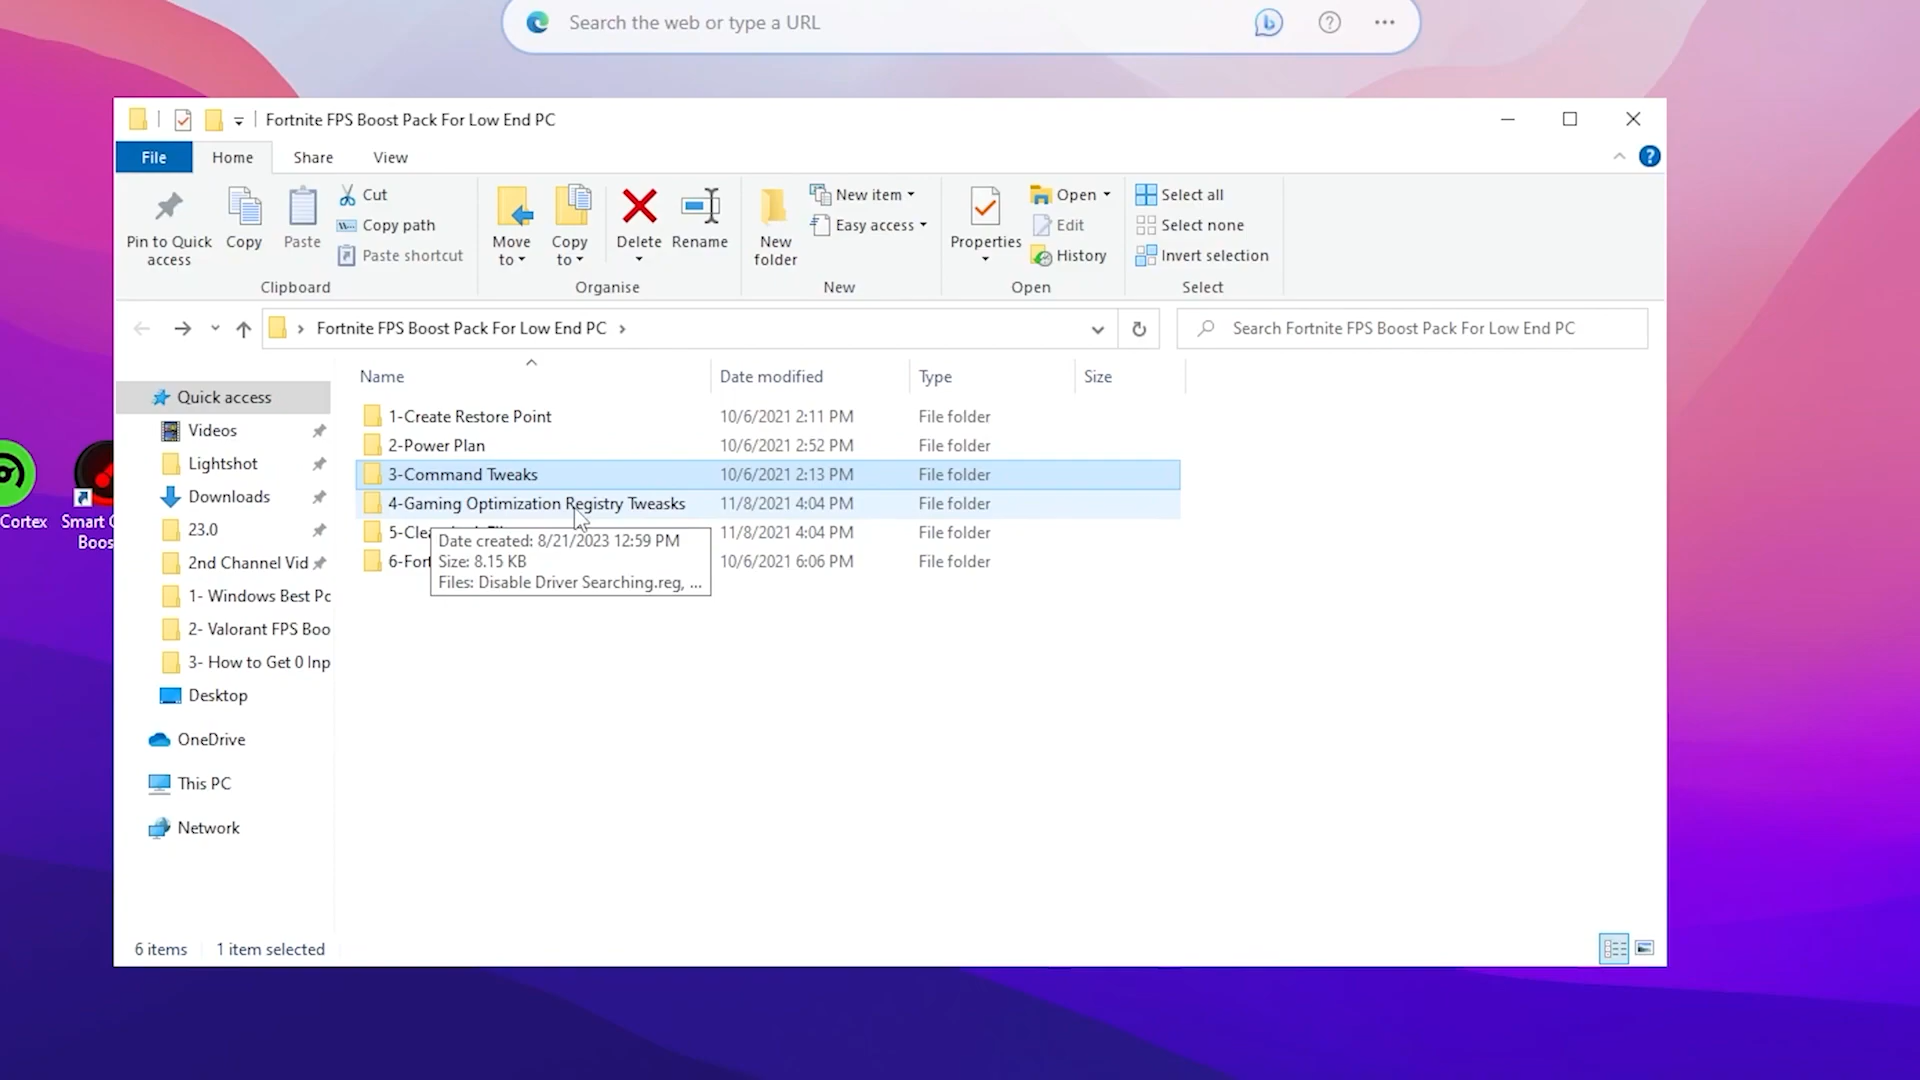 Search the web or type a URL
Fortnite FPS Boost Pack For Low End PC
File
Home
Share
View
Pin to Quick
access
Copy
Paste
Cut
Copy path
Paste shortcut
Clipboard
Move
to
Copy
to
Delete
Rename
Organise
New
folder
New item
Easy access
New
Properties
Open
Edit
History
Open
Select all
Select none
Invert selection
Select
Fortnite FPS Boost Pack For Low End PC
Search Fortnite FPS Boost Pack For Low End PC
Name
Date modified
Type
Size
1-Create Restore Point 10/6/2021 2:11 PM File folder
2-Power Plan 10/6/2021 2:52 PM File folder
3-Command Tweaks 10/6/2021 2:13 PM File folder
4-Gaming Optimization Registry Tweasks 11/8/2021 4:04 PM File folder
5-Clea 11/8/2021 4:04 PM File folder
6-Fort 10/6/2021 6:06 PM File folder
Date created: 8/21/2023 12:59 PM
Size: 8.15 KB
Files: Disable Driver Searching.reg, ...
Quick access
Videos
Lightshot
Downloads
23.0
2nd Channel Vid
1- Windows Best Pc
2- Valorant FPS Boo
3- How to Get 0 Inp
Desktop
OneDrive
This PC
Network
Cortex
Smart
Boos
6 items
1 item selected